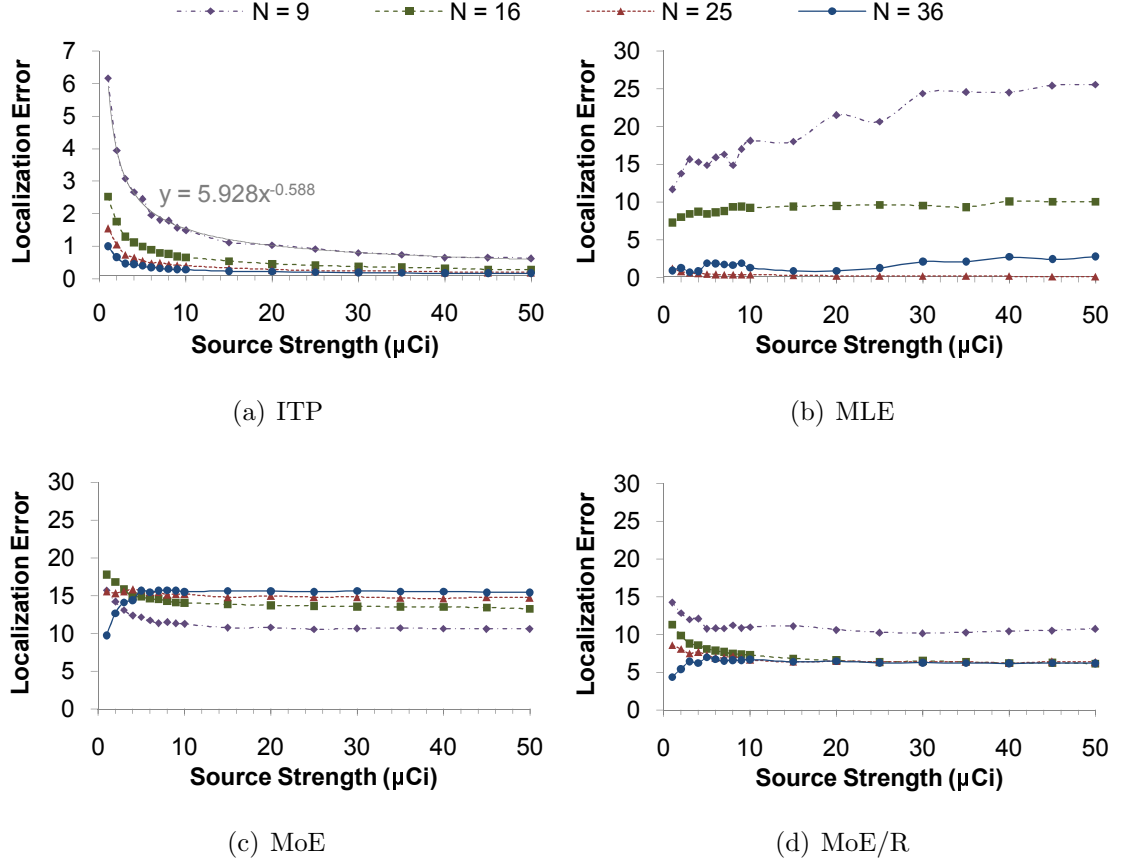 N = 9 N = 16 N = 25 N = 36
7
6
5
4
3
2
1
0
Localization Error
y = 5.928x^-0.588
0 10 20 30 40 50
Source Strength (µCi)
(a) ITP
30
25
20
15
10
5
0
Localization Error
0 10 20 30 40 50
Source Strength (µCi)
(b) MLE
30
25
20
15
10
5
0
Localization Error
0 10 20 30 40 50
Source Strength (µCi)
(c) MoE
30
25
20
15
10
5
0
Localization Error
0 10 20 30 40 50
Source Strength (µCi)
(d) MoE/R